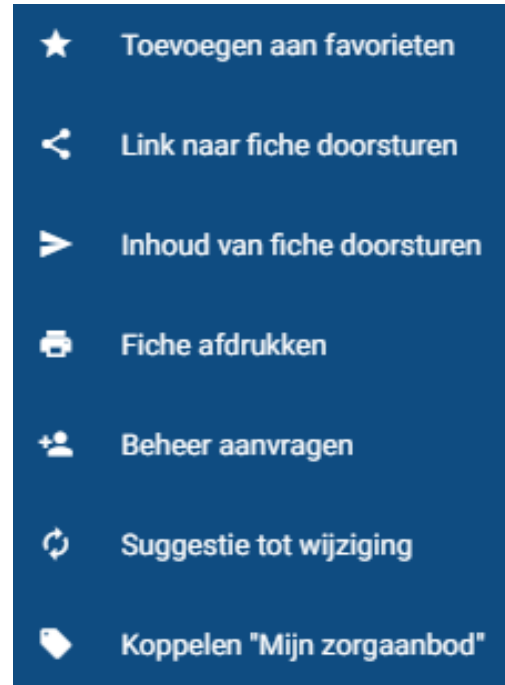 Toevoegen aan favorieten
Link naar fiche doorsturen
Inhoud van fiche doorsturen
Fiche afdrukken
Beheer aanvragen
Suggestie tot wijziging
Koppelen "Mijn zorgaanbod"